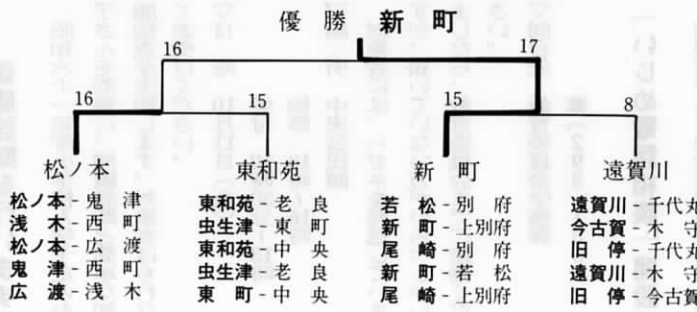 優勝 新町
16 17
16 15 15 8
松ノ本 東和苑 新町 遠賀川
松ノ本-鬼津 東和苑-老良 若松-別府 遠賀川-千代丸
浅木-西町 虫生津-東町 新町-上別府 今古賀-木守
松ノ本-広渡 東和苑-中央 尾崎-別府 旧停-千代丸
鬼津-西町 虫生津-老良 新町-若松 遠賀川-木守
広渡-浅木 東町-中央 尾崎-上別府 旧停-今古賀